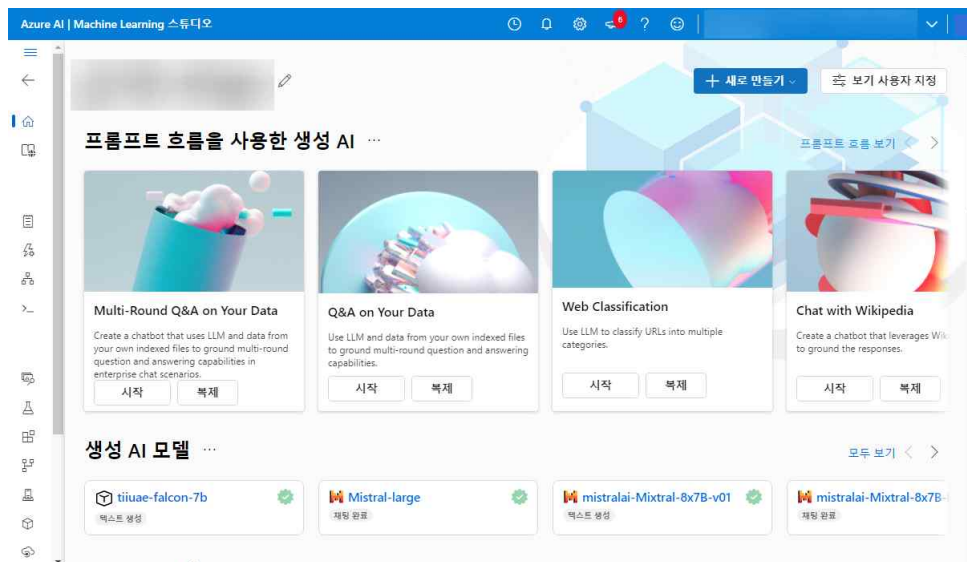 Azure AI | Machine Learning 스튜디오
6
새로 만들기
보기 사용자 지정
프롬프트 흐름을 사용한 생성 AI ...
프롬프트 흐름 보기
Multi-Round Q&A on Your Data
Create a chatbot that uses LLM and data from
your own indexed files to ground multi-round
question and answering capabilities in
enterprise chat scenarios.
시작
복제
Q&A on Your Data
Use LLM and data from your own indexed files
to ground multi-round question and answering
capabilities.
시작
복제
Web Classification
Use LLM to classify URLs into multiple
categories.
시작
복제
Chat with Wikipedia
Create a chatbot that leverages Wik
to ground the responses.
시작
복제
생성 AI 모델 ...
모두 보기
tiiuae-falcon-7b
텍스트 생성
Mistral-large
채팅 완료
mistralai-Mixtral-8x7B-v01
텍스트 생성
mistralai-Mixtral-8x7B-
채팅 완료